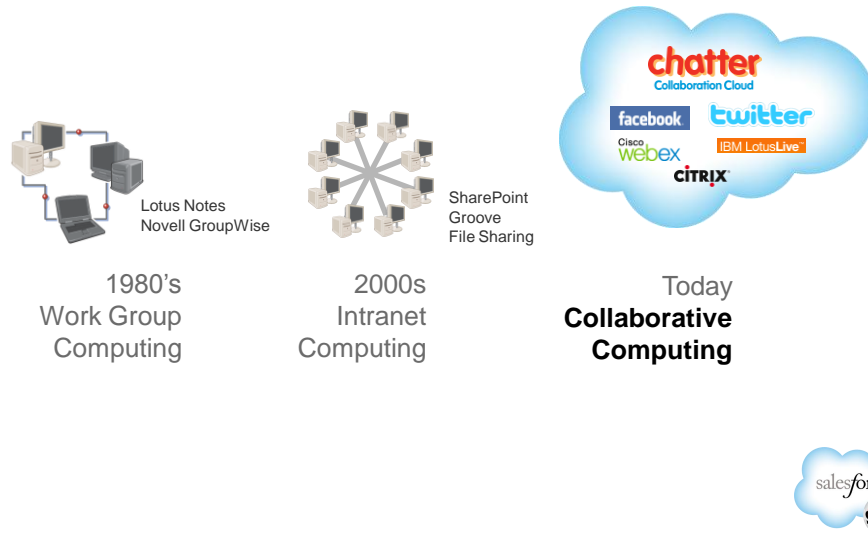 chatter
Collaboration Cloud
facebook
twitter
Cisco
webex
IBM LotusLive™
CITRIX
Lotus Notes
Novell GroupWise
SharePoint
Groove
File Sharing
1980’s
Work Group
Computing
2000s
Intranet
Computing
Today
Collaborative
Computing